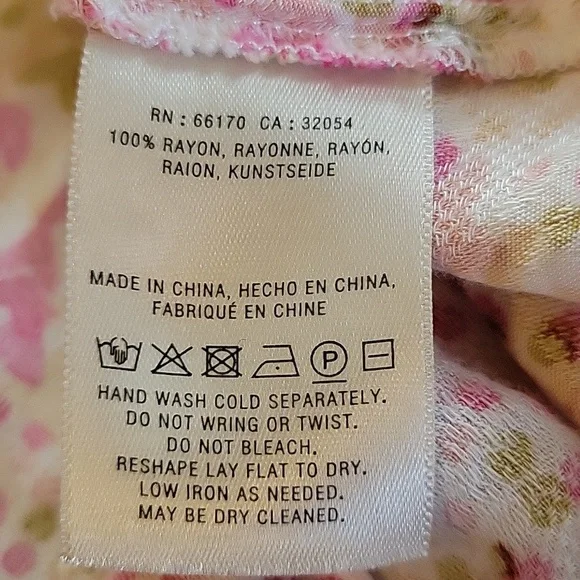 RN : 66170 CA : 32054
100% RAYON, RAYONNE, RAYÓN,
RAION, KUNSTSEIDE
MADE IN CHINA, HECHO EN CHINA,
FABRIQUÉ EN CHINE
P
HAND WASH COLD SEPARATELY.
DO NOT WRING OR TWIST.
DO NOT BLEACH.
RESHAPE LAY FLAT TO DRY.
LOW IRON AS NEEDED.
MAY BE DRY CLEANED.